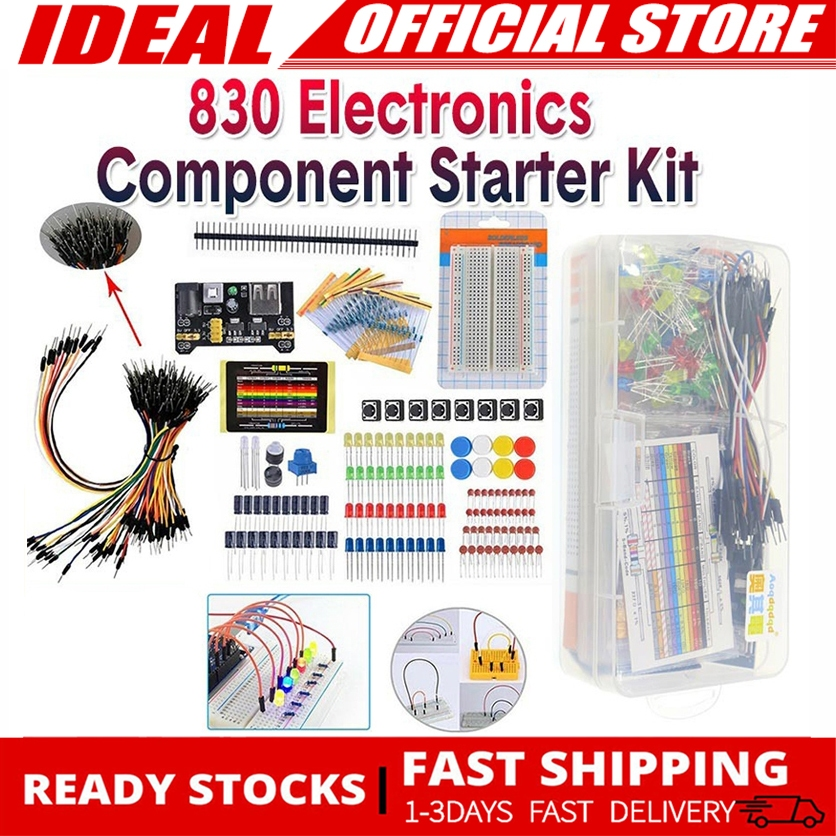 IDEAL OFFICIAL STORE
830 Electronics
Component Starter Kit
READY STOCKS
FAST SHIPPING
1-3DAYS FAST DELIVERY